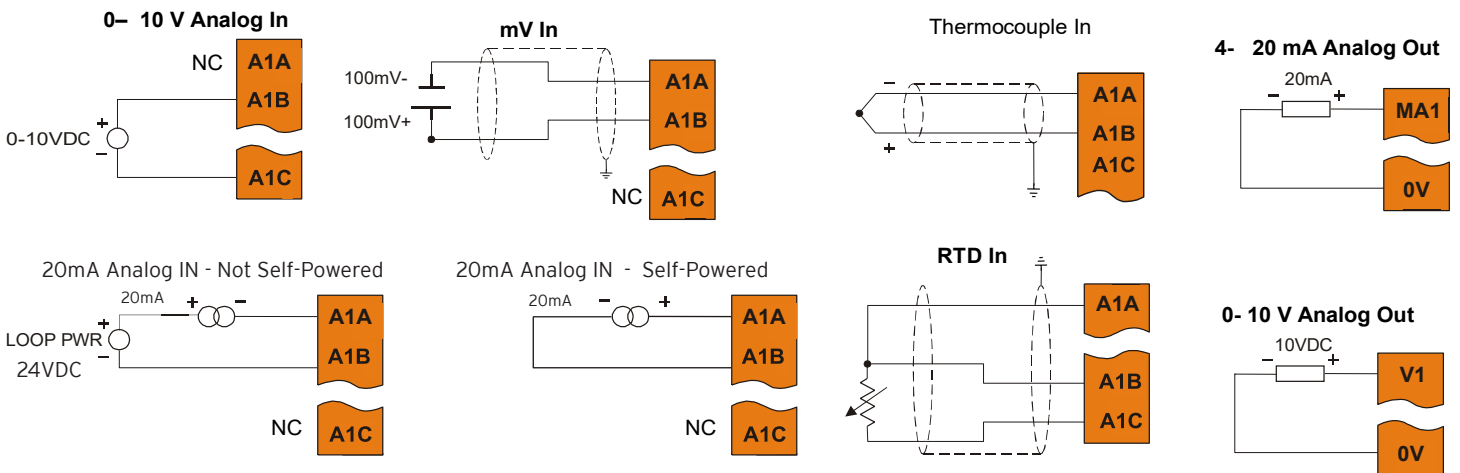 0– 10 V Analog In
NC
A1A
A1B
+
0-10VDC
–
A1C
mV In
100mV-
100mV+
A1A
A1B
NC
A1C
Thermocouple In
–
+
A1A
A1B
A1C
4- 20 mA Analog Out
20mA
– +
MA1
0V
20mA Analog IN - Not Self-Powered
20mA
+ –
+
LOOP PWR
–
24VDC
A1A
A1B
NC
A1C
20mA Analog IN - Self-Powered
20mA
– +
A1A
A1B
NC
A1C
RTD In
A1A
A1B
A1C
0- 10 V Analog Out
10VDC
– +
V1
0V